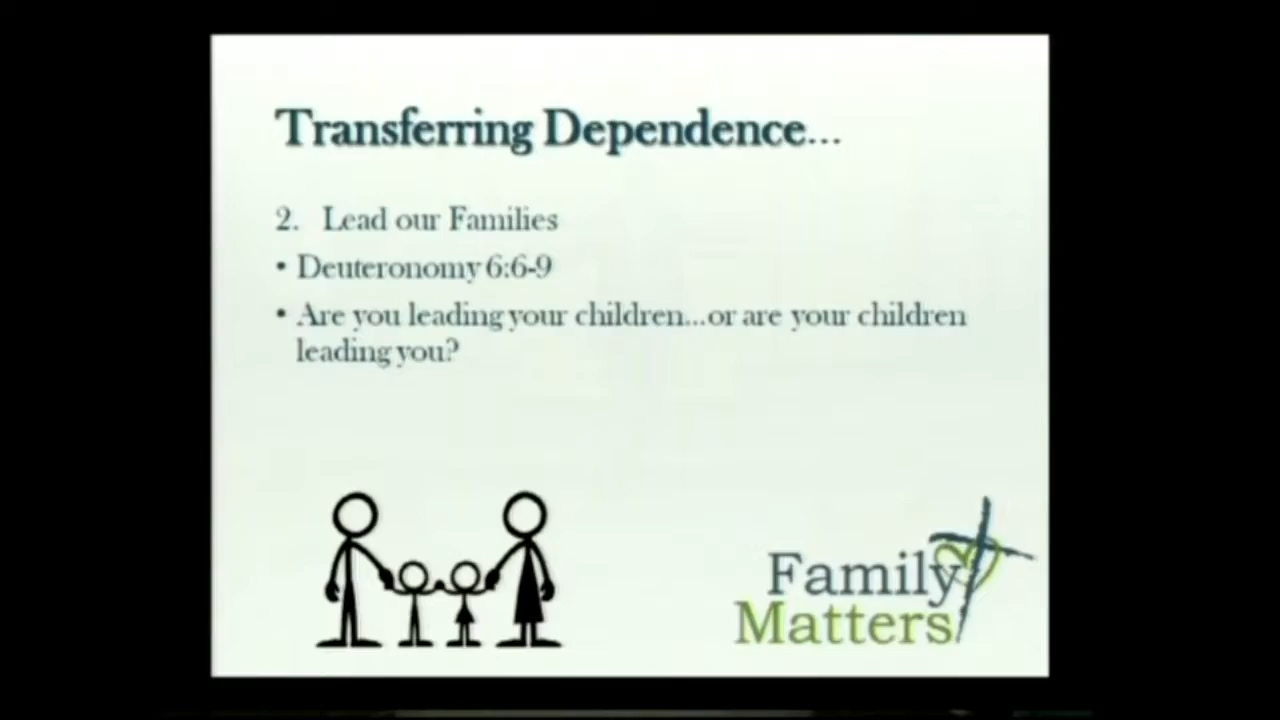 Transferring Dependence...
2. Lead our Families
• Deuteronomy 6:6-9
• Are you leading your children...or are your children
leading you?
Family
Matters